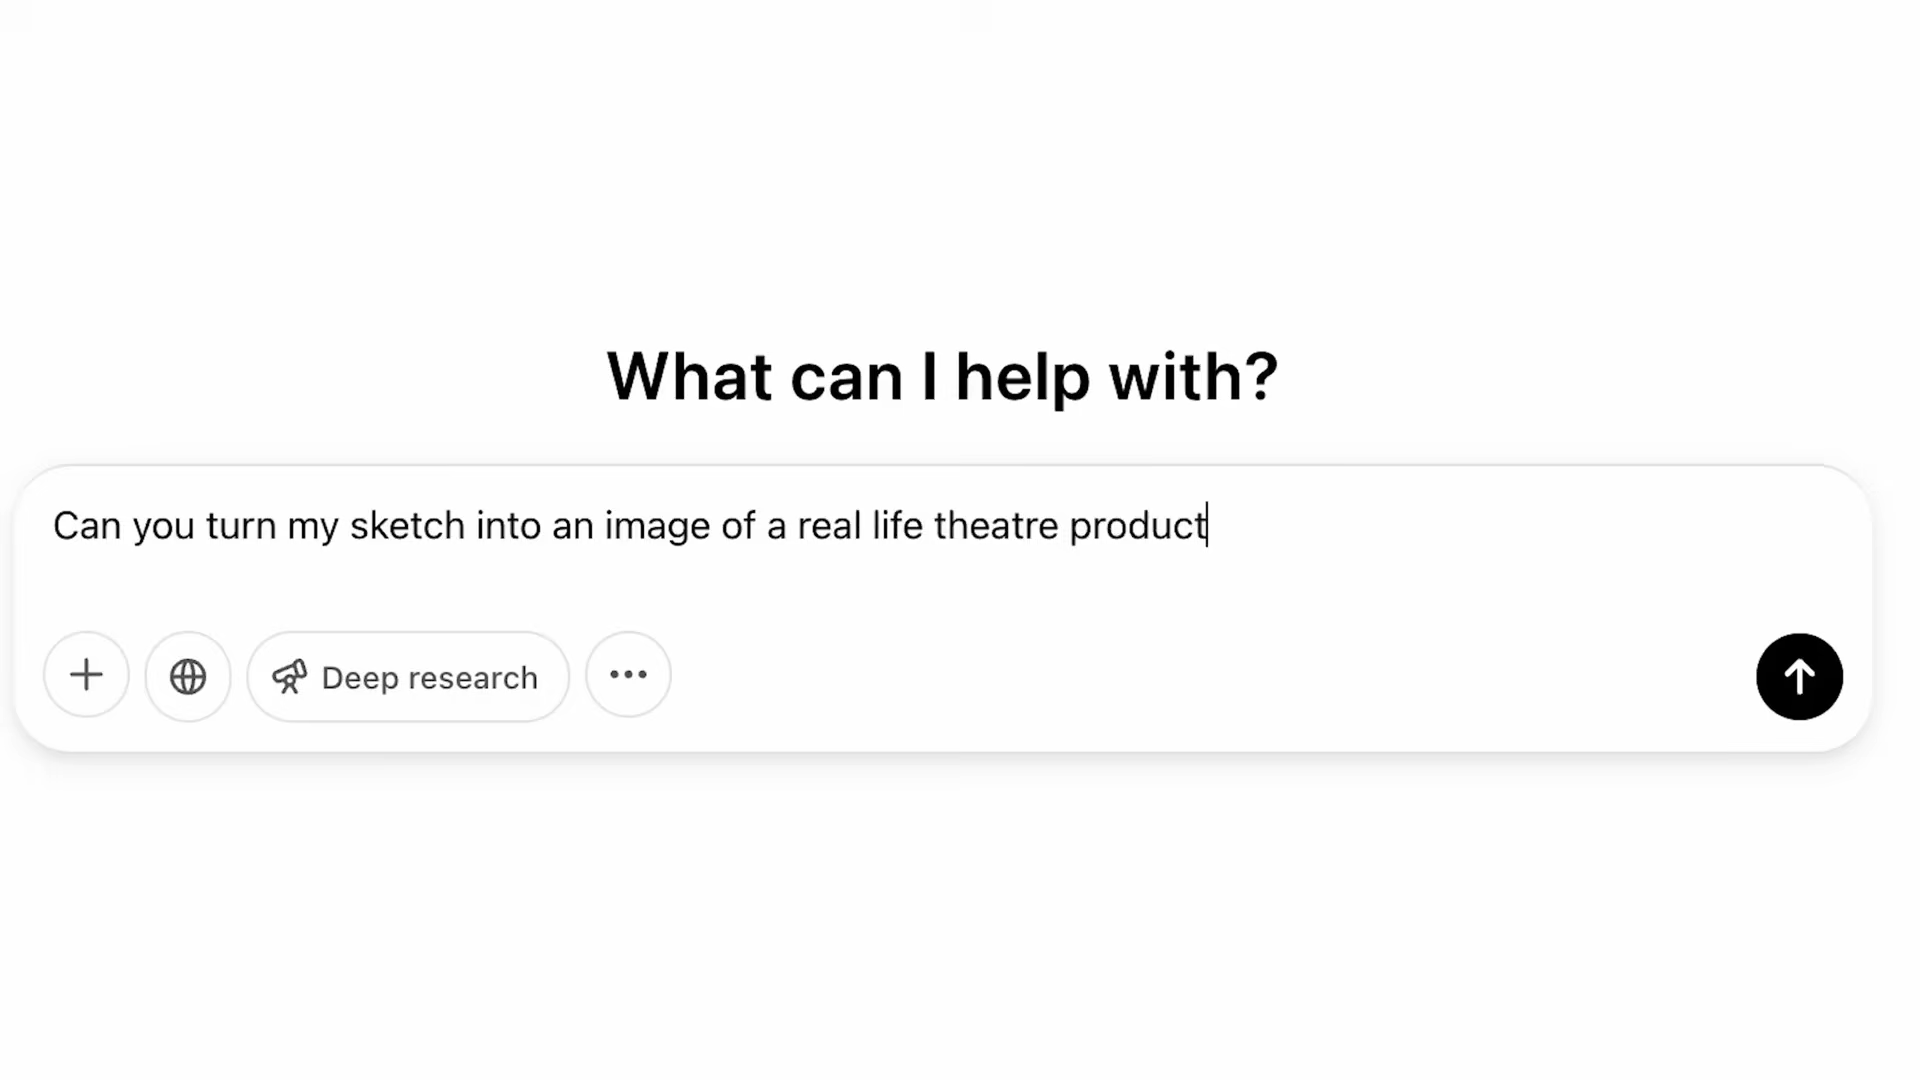 What can I help with?
Can you turn my sketch into an image of a real life theatre product
Deep research